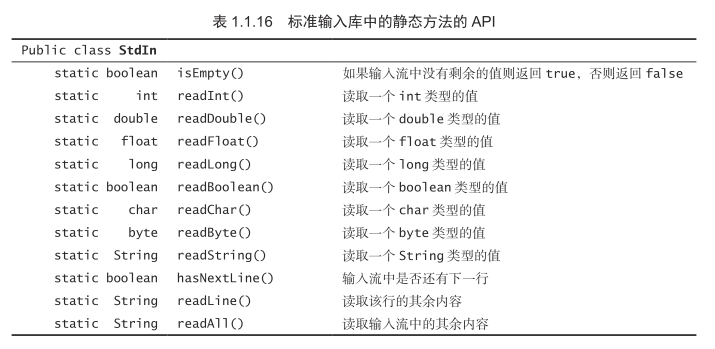 表 1.1.16 标准输入库中的静态方法的 API
Public class StdIn
static boolean isEmpty() 如果输入流中没有剩余的值则返回 true，否则返回 false
static int readInt() 读取一个 int 类型的值
static double readDouble() 读取一个 double 类型的值
static float readFloat() 读取一个 float 类型的值
static long readLong() 读取一个 long 类型的值
static boolean readBoolean() 读取一个 boolean 类型的值
static char readChar() 读取一个 char 类型的值
static byte readByte() 读取一个 byte 类型的值
static String readString() 读取一个 String 类型的值
static boolean hasNextLine() 输入流中是否还有下一行
static String readLine() 读取该行的其余内容
static String readAll() 读取输入流中的其余内容